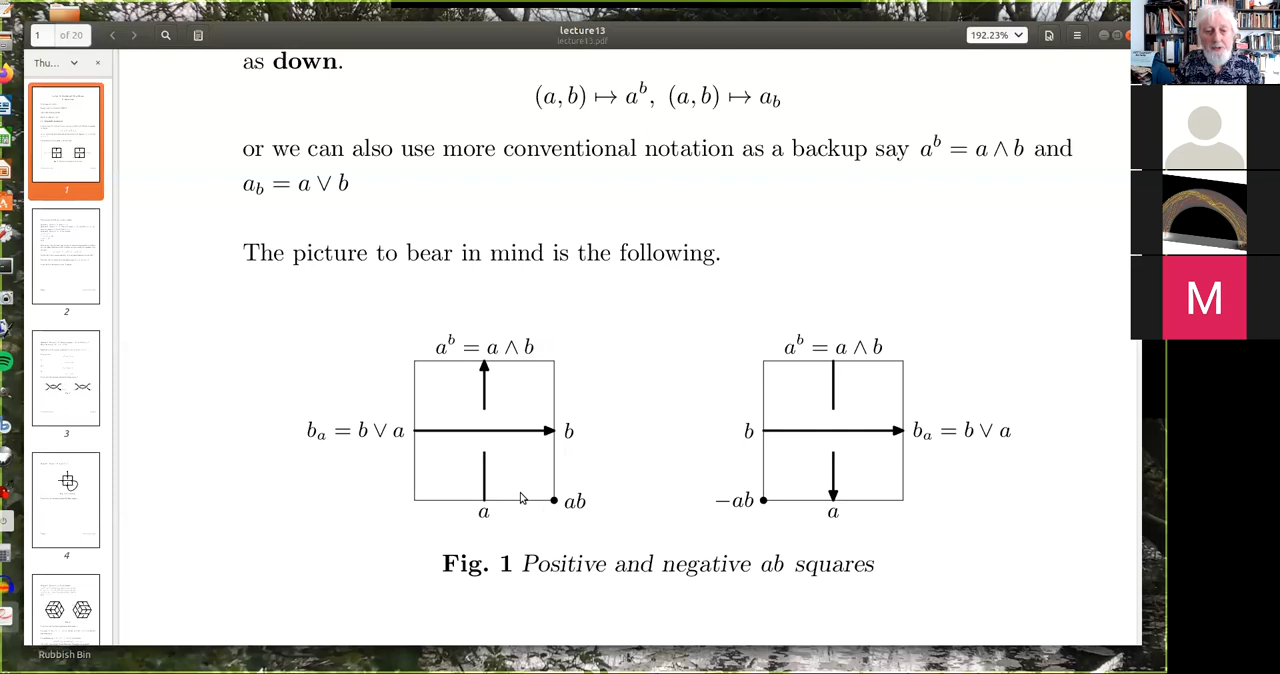 lecture13
lecture13.pdf
1 of 20
192.23%
Thu...
1
2
3
4
as down.
(a, b) ↦ a^b, (a, b) ↦ a_b
or we can also use more conventional notation as a backup say a^b = a ∧ b and
a_b = a ∨ b
The picture to bear in mind is the following.
a^b = a ∧ b
b_a = b ∨ a
b
a
ab
a^b = a ∧ b
b
b_a = b ∨ a
−ab
a
Fig. 1 Positive and negative ab squares
M
Rubbish Bin